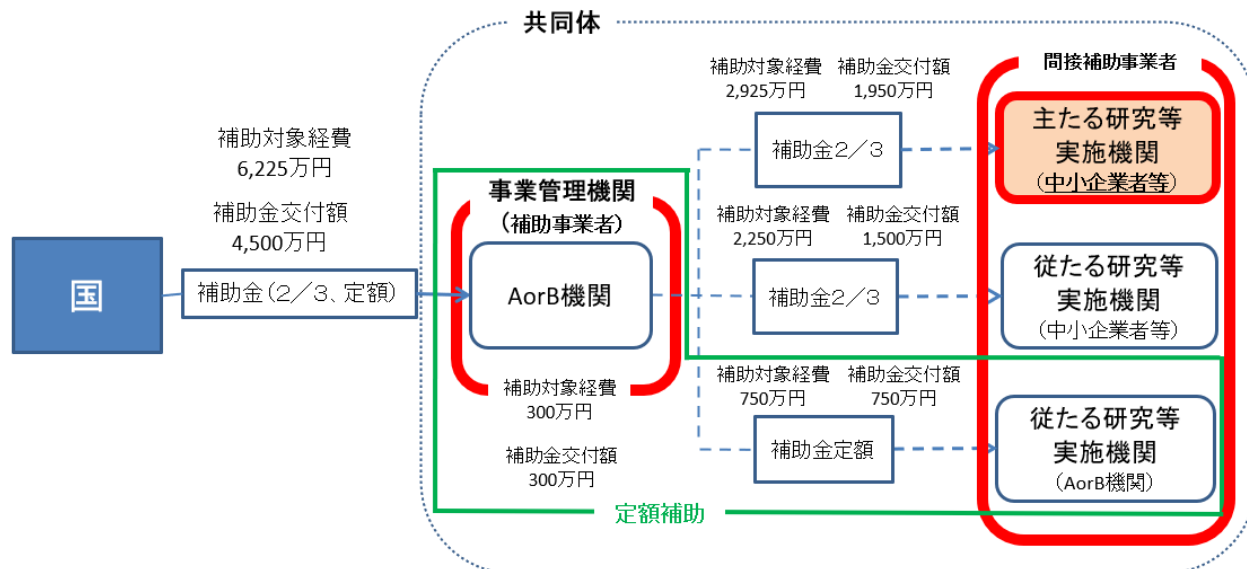 共同体
補助対象経費
6,225万円
補助金交付額
4,500万円
国
補助金（２／３、定額）
事業管理機関
（補助事業者）
AorB機関
補助対象経費
300万円
補助金交付額
300万円
定額補助
補助対象経費 補助金交付額
2,925万円 1,950万円
補助金２／３
補助対象経費 補助金交付額
2,250万円 1,500万円
補助金２／３
補助対象経費 補助金交付額
750万円 750万円
補助金定額
間接補助事業者
主たる研究等
実施機関
（中小企業者等）
従たる研究等
実施機関
（中小企業者等）
従たる研究等
実施機関
（AorB機関）